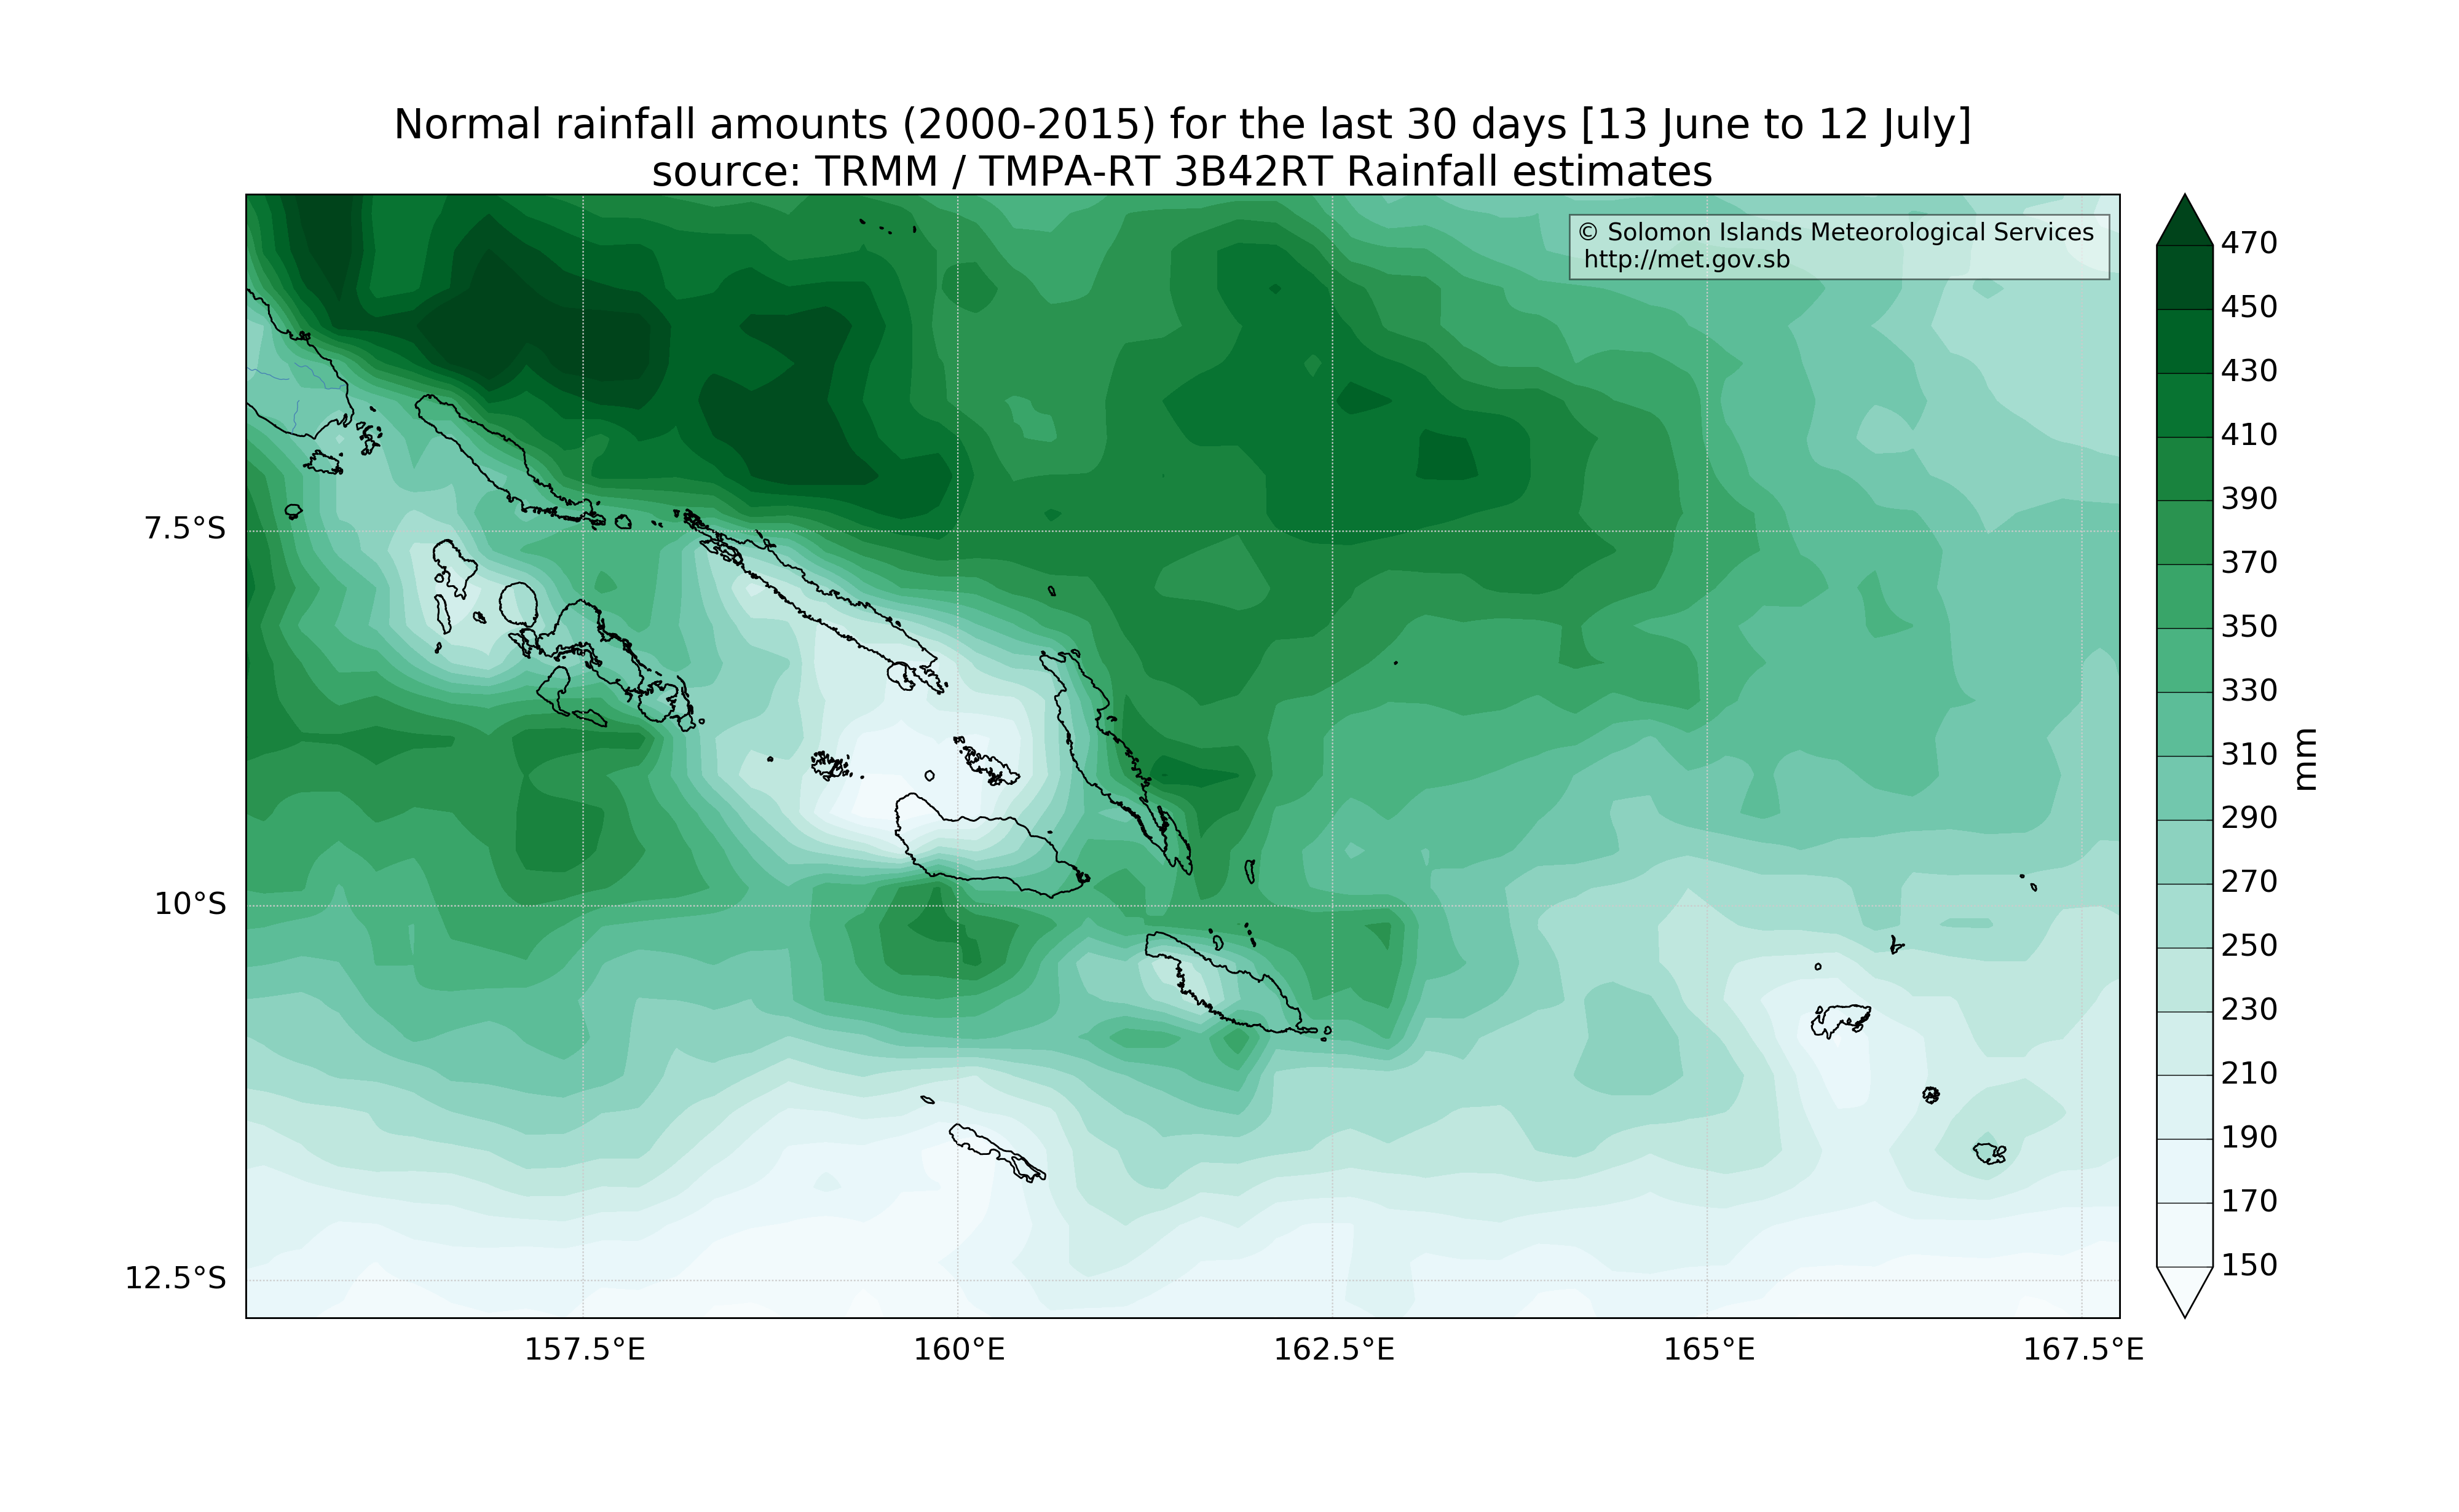 Normal rainfall amounts (2000-2015) for the last 30 days [13 June to 12 July]
source: TRMM / TMPA-RT 3B42RT Rainfall estimates
© Solomon Islands Meteorological Services
http://met.gov.sb
7.5°S
10°S
12.5°S
157.5°E
160°E
162.5°E
165°E
167.5°E
470
450
430
410
390
370
350
330
310
290
270
250
230
210
190
170
150
mm